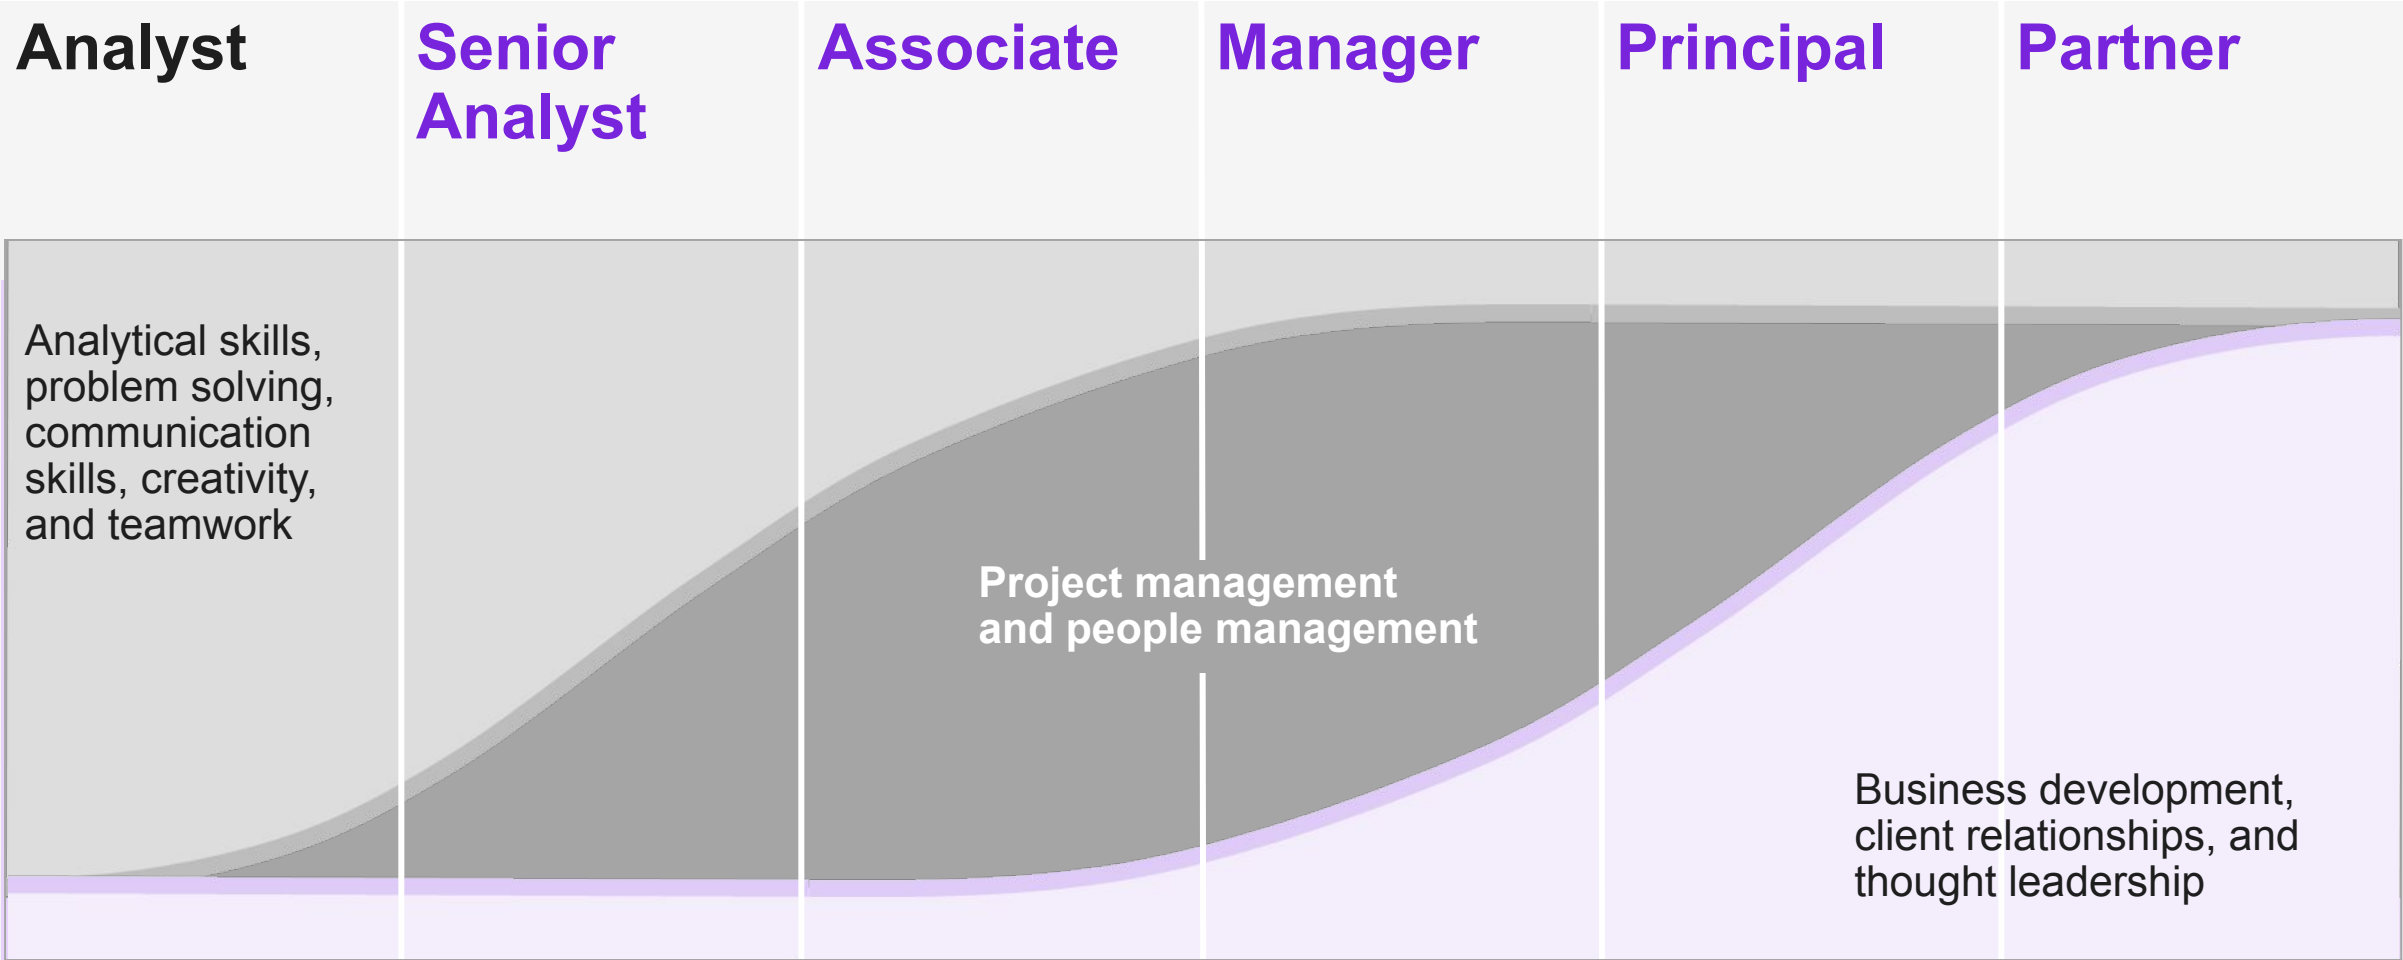 Analyst
Senior
Analyst
Associate
Manager
Principal
Partner
Analytical skills,
problem solving,
communication
skills, creativity,
and teamwork
Project management
and people management
Business development,
client relationships, and
thought leadership